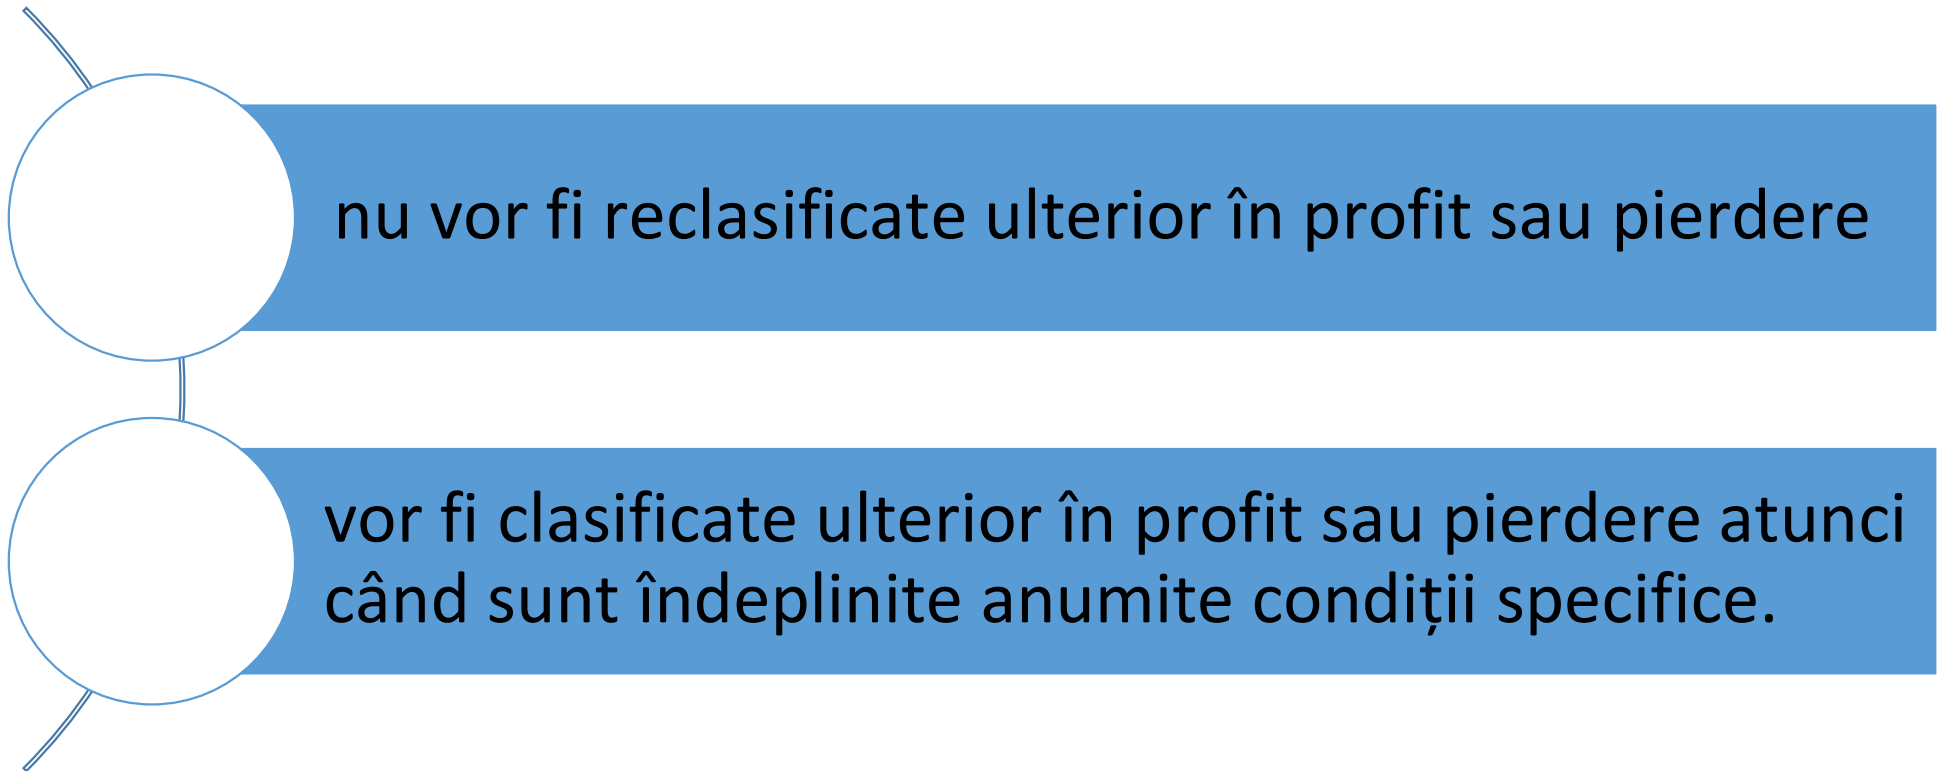 nu vor fi reclasificate ulterior în profit sau pierdere
vor fi clasificate ulterior în profit sau pierdere atunci
când sunt îndeplinite anumite condiții specifice.